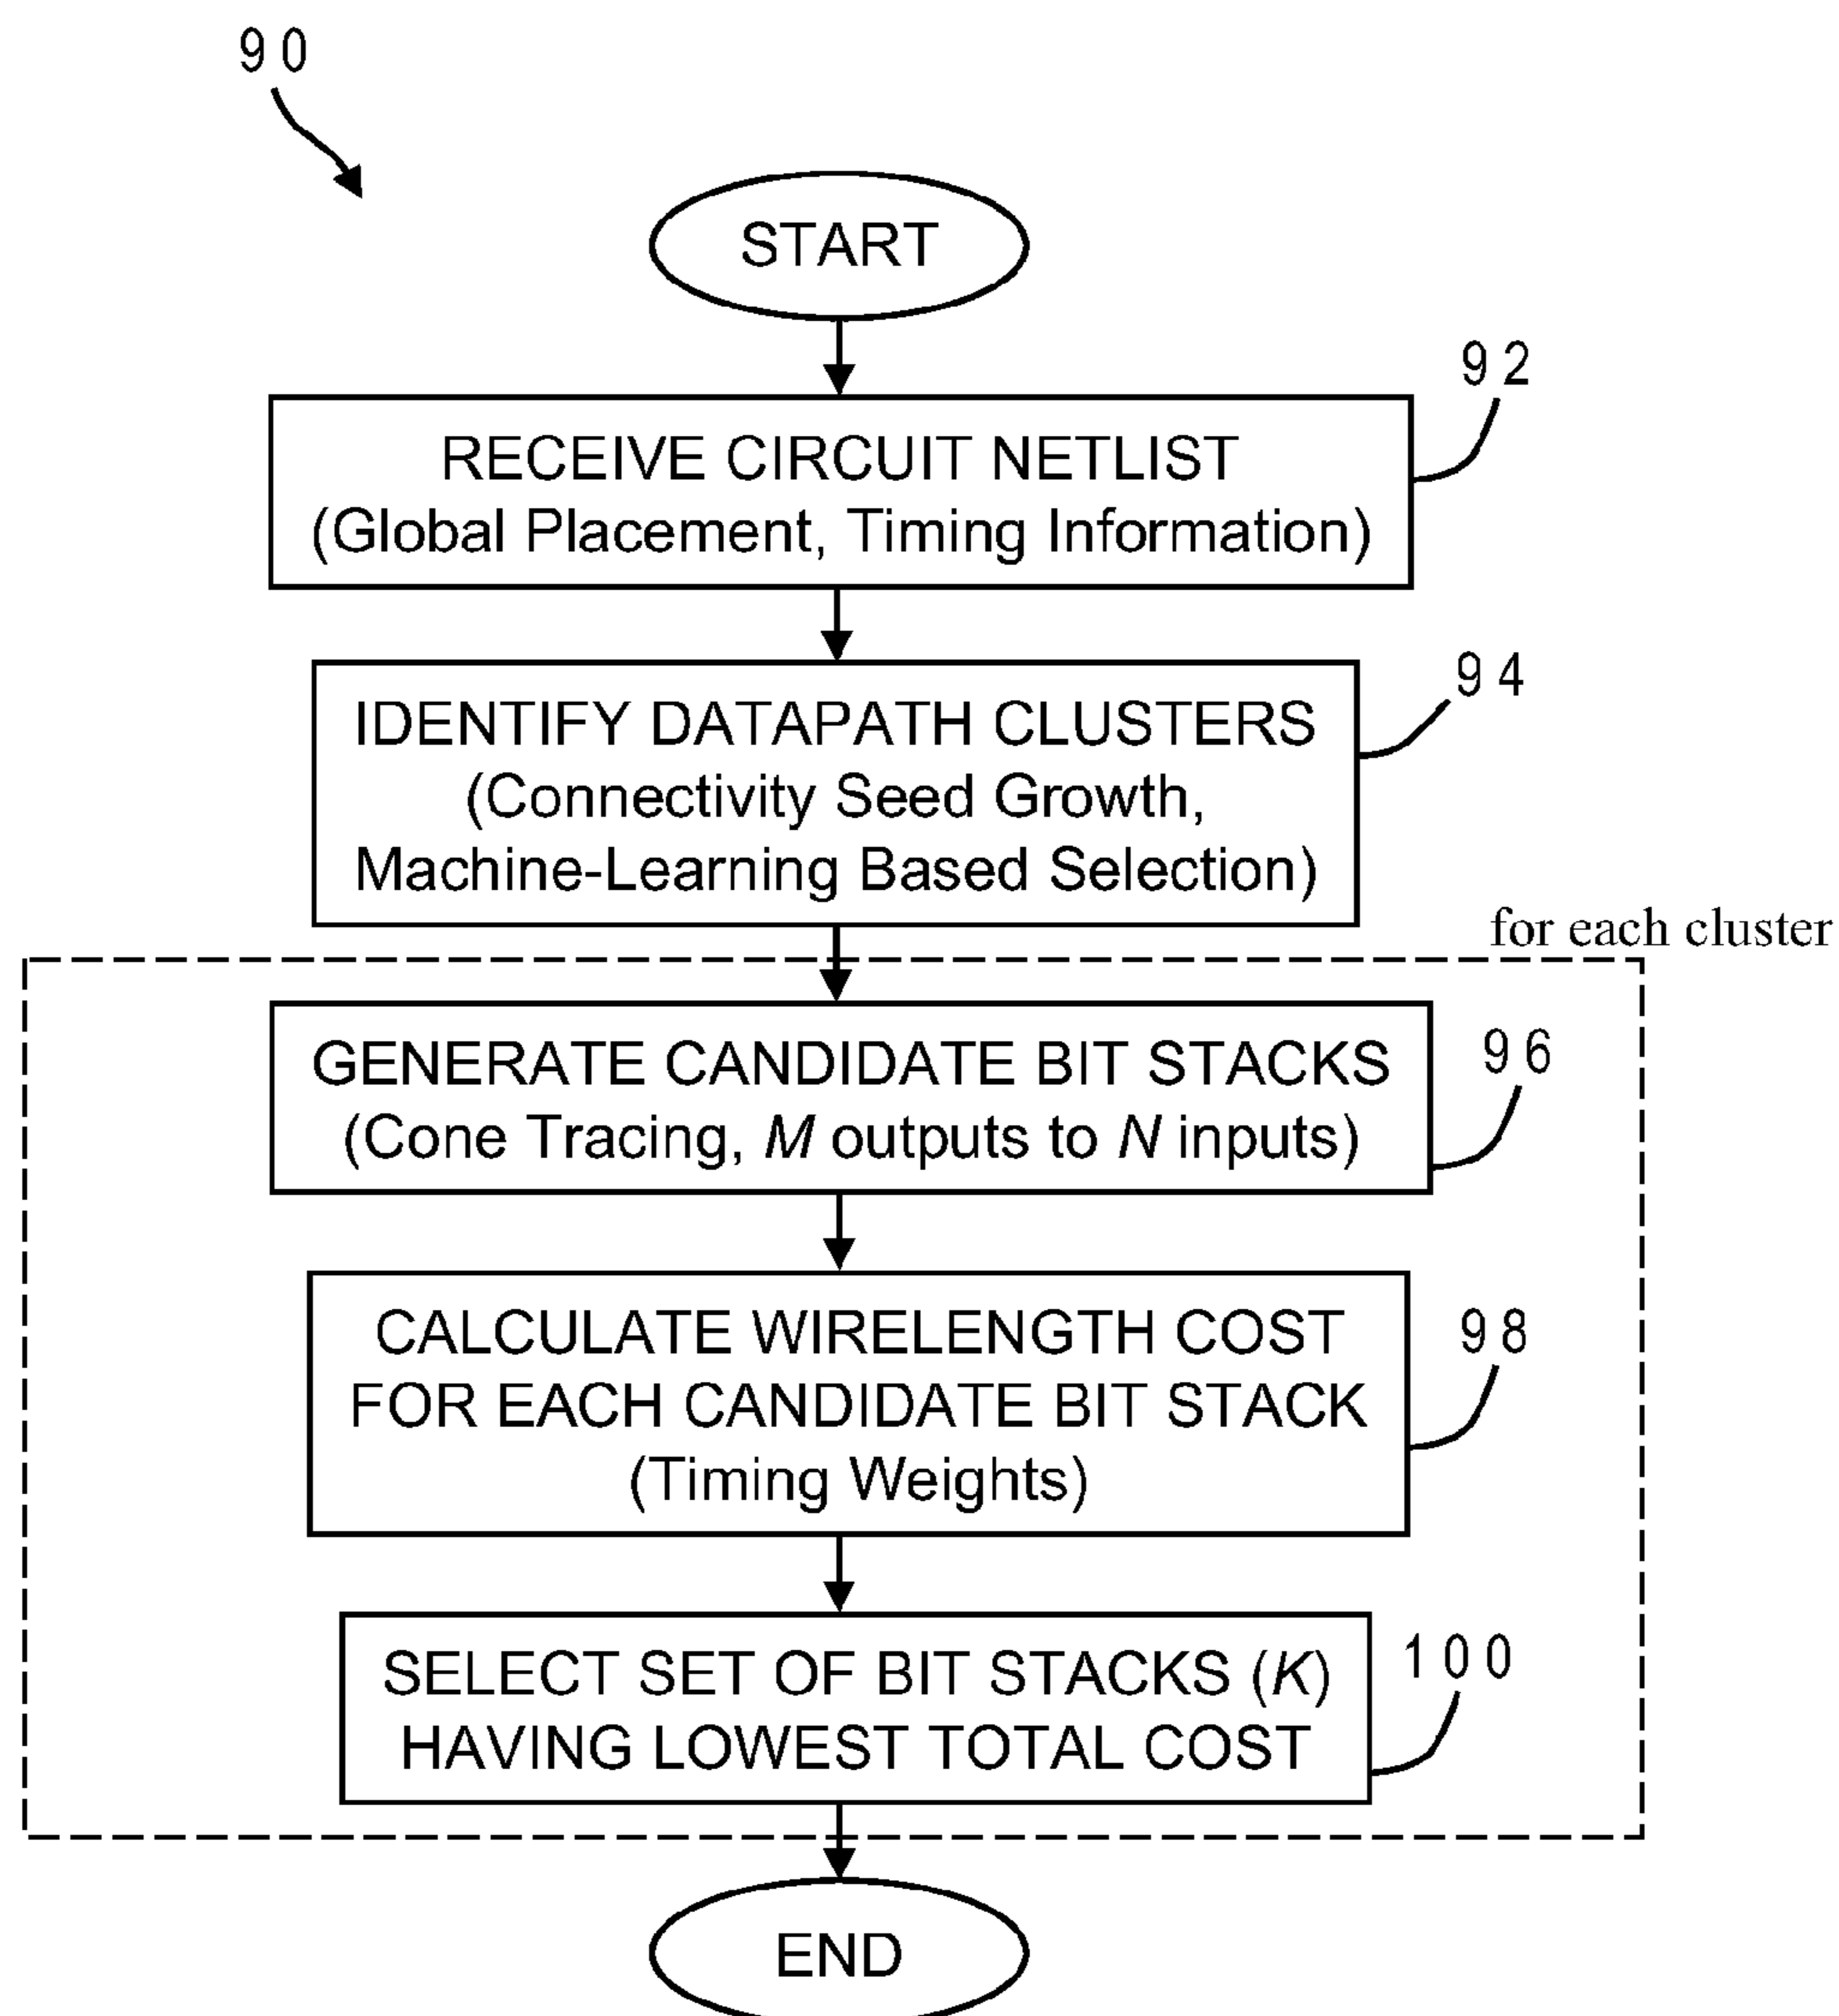 90
START
92
RECEIVE CIRCUIT NETLIST
(Global Placement, Timing Information)
94
IDENTIFY DATAPATH CLUSTERS
(Connectivity Seed Growth,
Machine-Learning Based Selection)
for each cluster
96
GENERATE CANDIDATE BIT STACKS
(Cone Tracing, M outputs to N inputs)
98
CALCULATE WIRELENGTH COST
FOR EACH CANDIDATE BIT STACK
(Timing Weights)
100
SELECT SET OF BIT STACKS (K)
HAVING LOWEST TOTAL COST
END